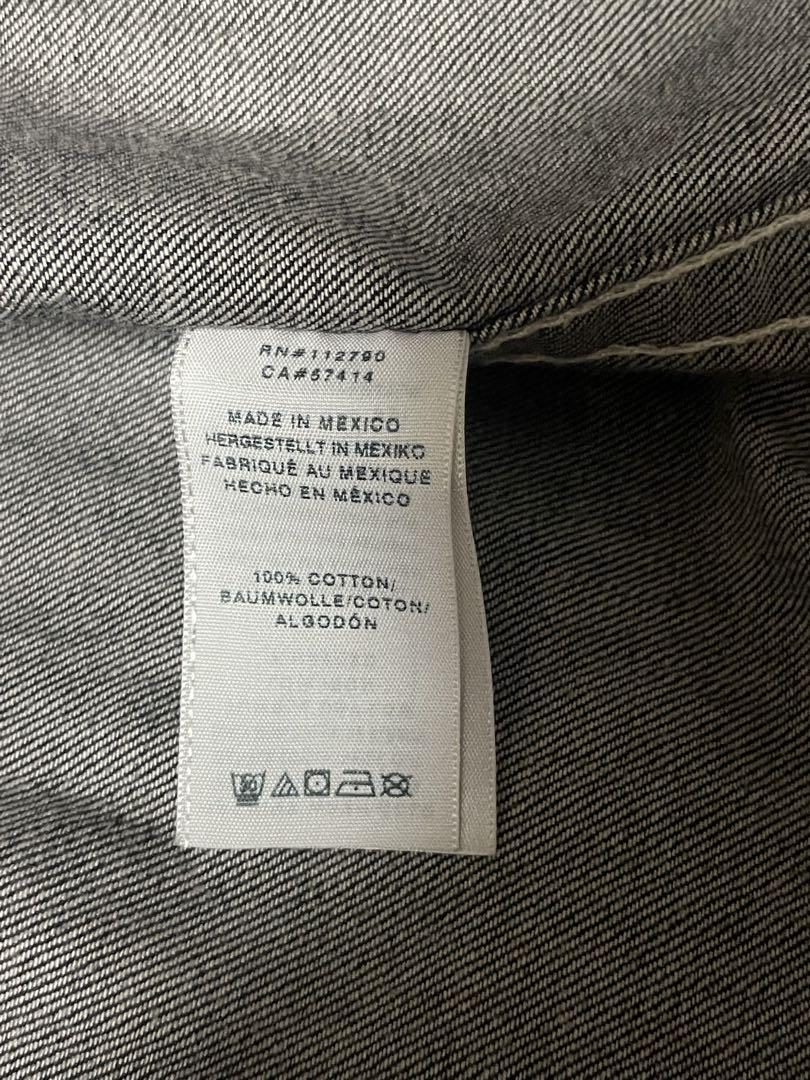 RN#112790
CA#57414
MADE IN MEXICO
HERGESTELLT IN MEXIKO
FABRIQUÉ AU MEXIQUE
HECHO EN MÉXICO
100% COTTON/
BAUMWOLLE/COTON/
ALGODÓN
30